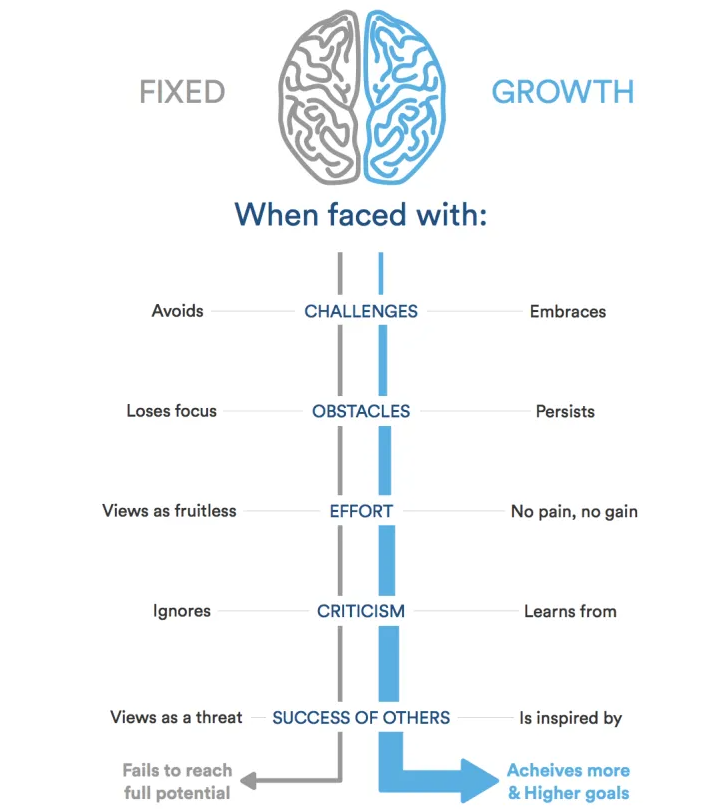 FIXED
GROWTH
When faced with:
Avoids CHALLENGES Embraces
Loses focus OBSTACLES Persists
Views as fruitless EFFORT No pain, no gain
Ignores CRITICISM Learns from
Views as a threat SUCCESS OF OTHERS Is inspired by
Fails to reach
full potential
Acheives more
& Higher goals